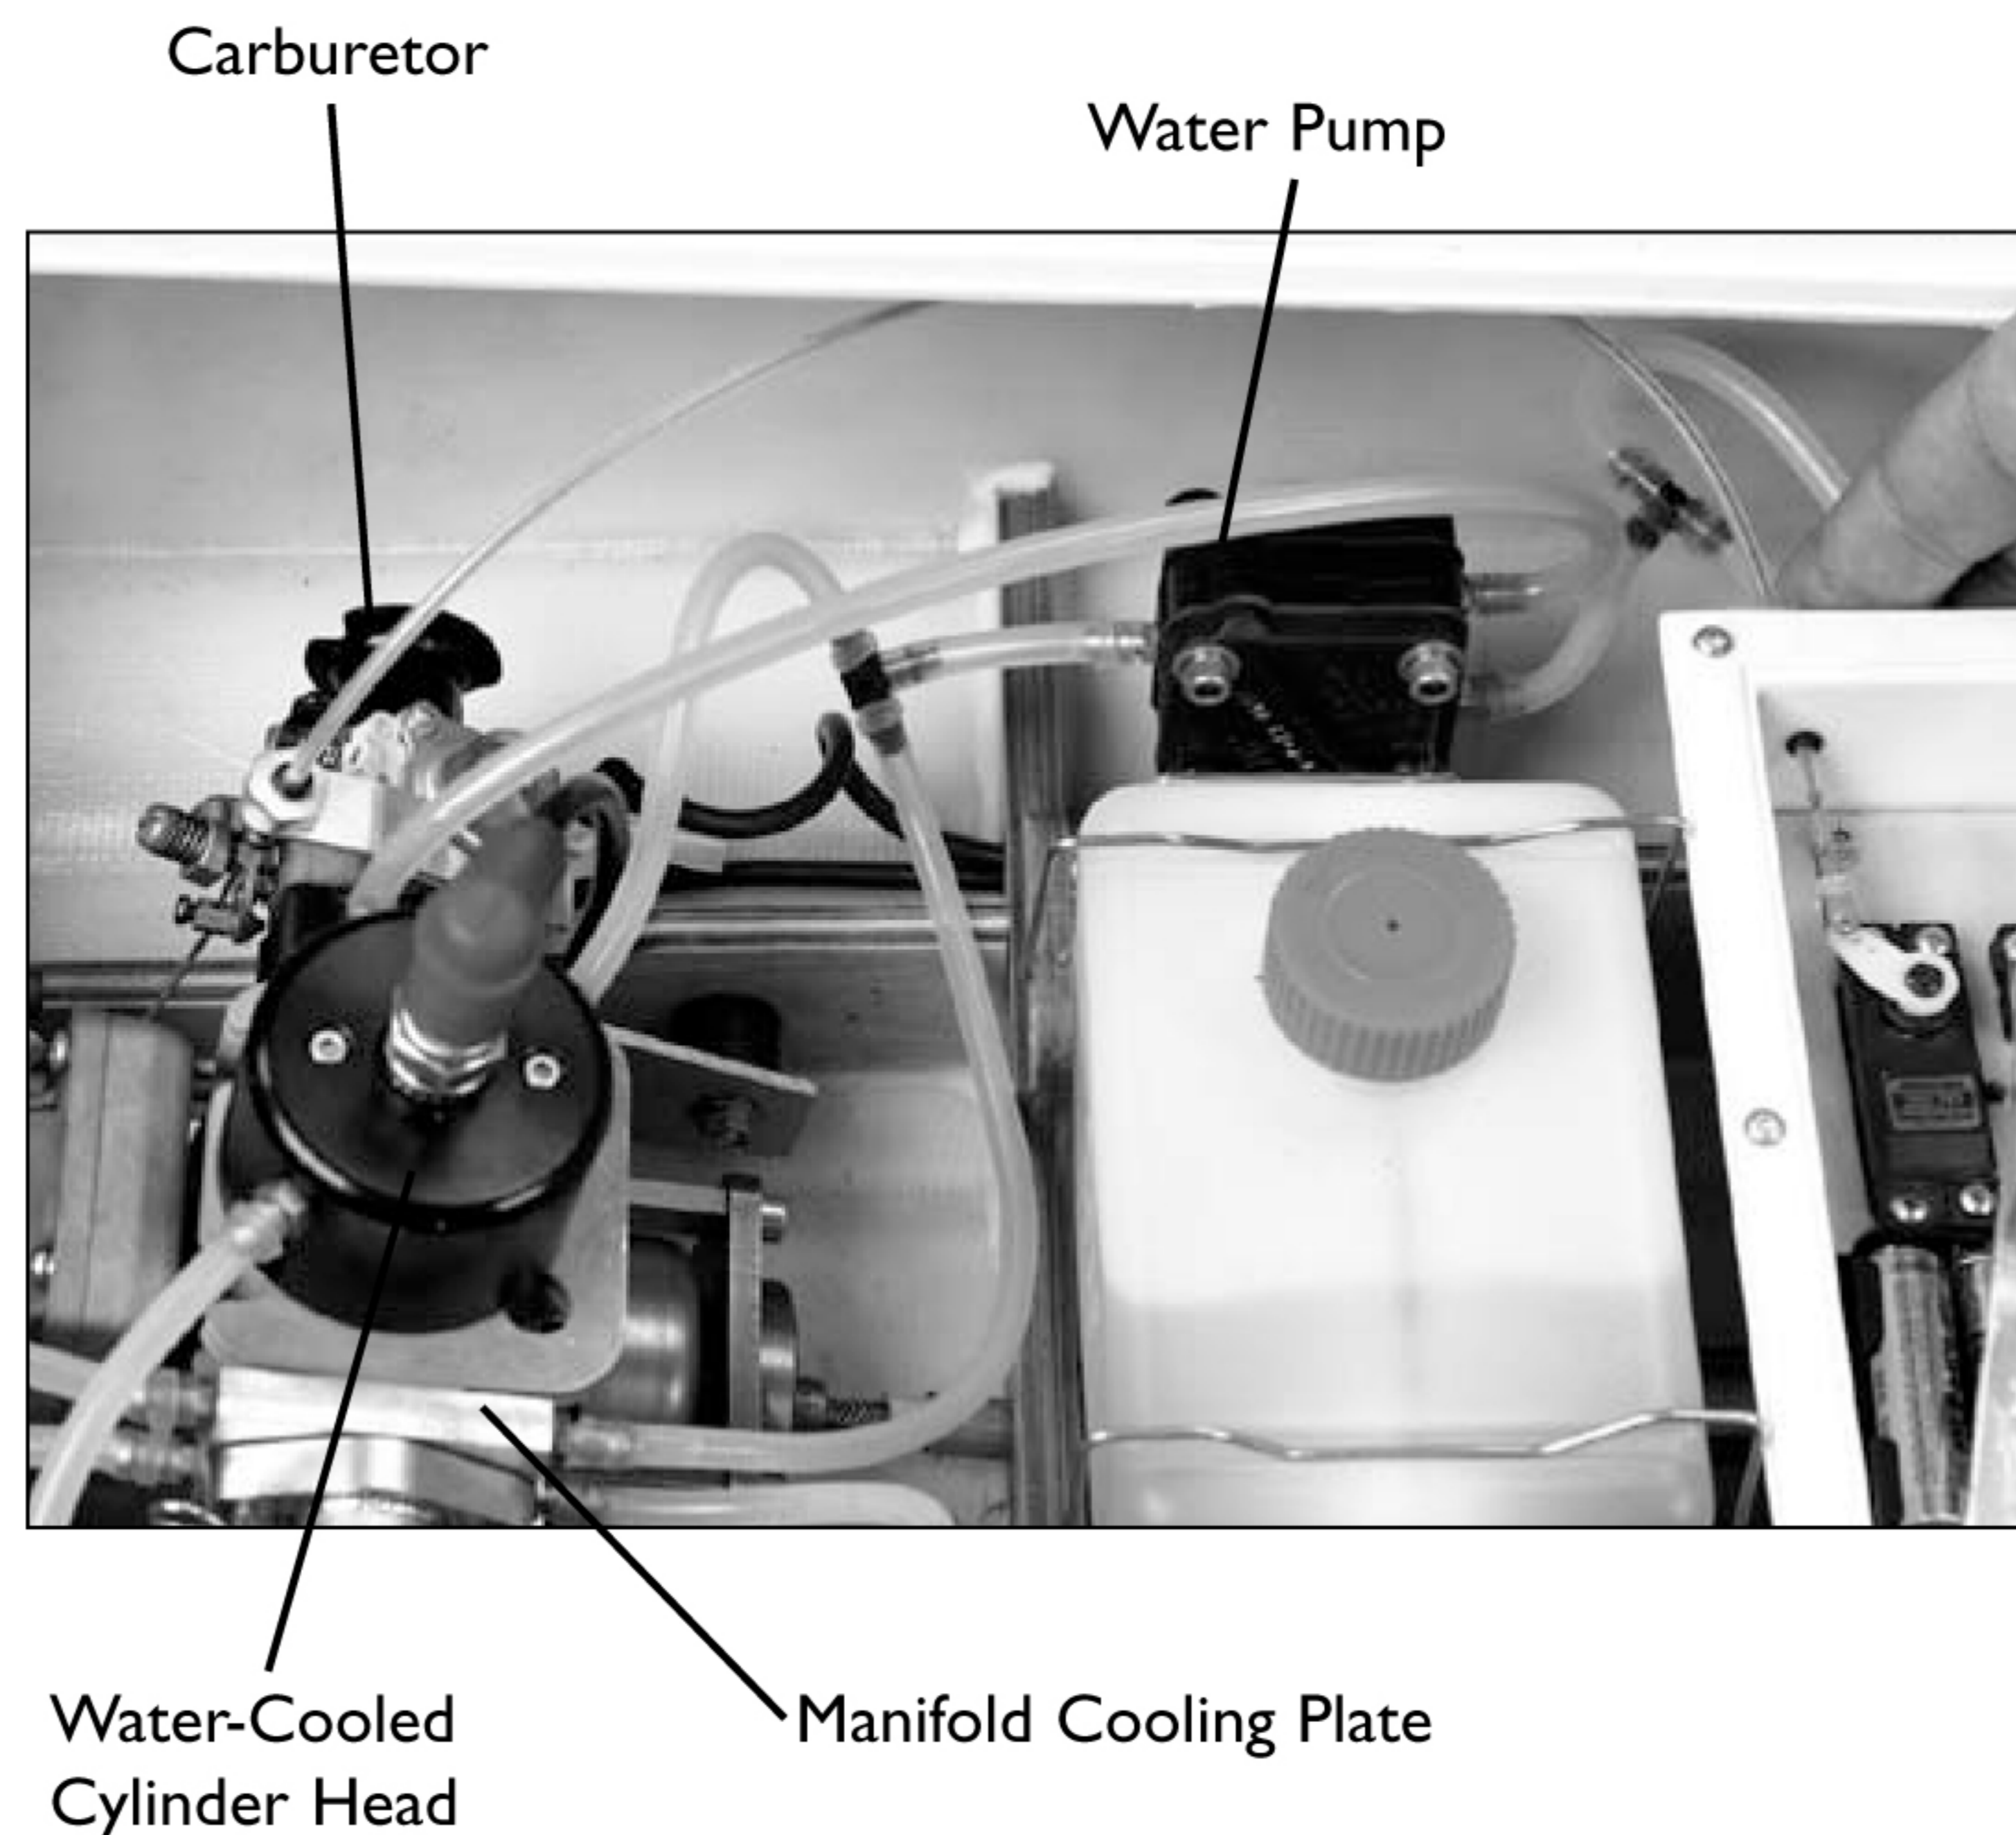 Carburetor
Water Pump
Water-Cooled
Cylinder Head
Manifold Cooling Plate